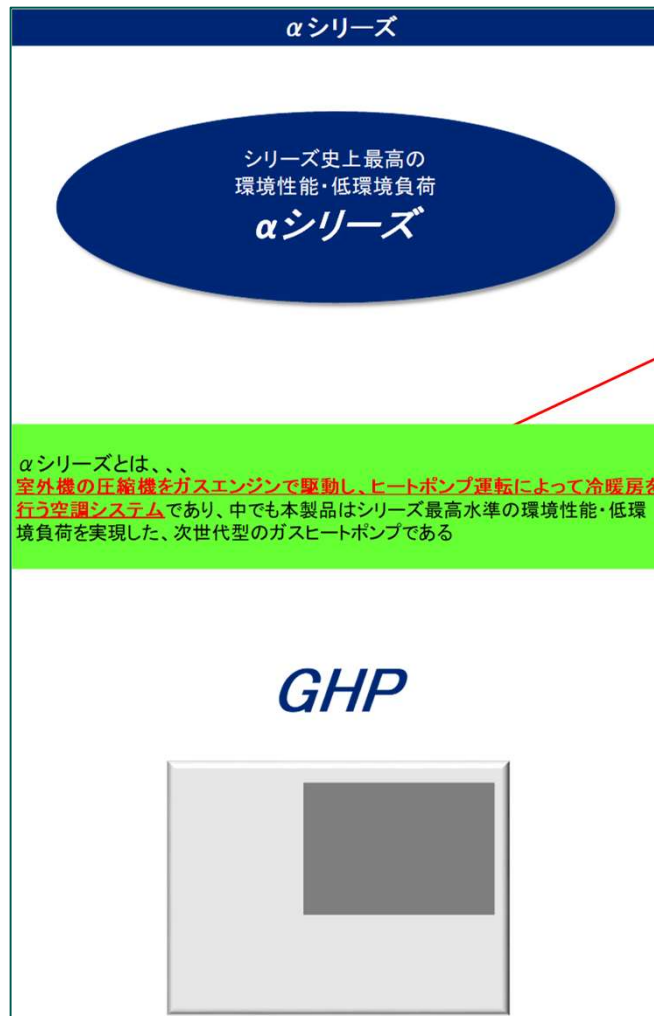 αシリーズ
シリーズ史上最高の
環境性能・低環境負荷
αシリーズ
αシリーズとは、、、
室外機の圧縮機をガスエンジンで駆動し、ヒートポンプ運転によって冷暖房を
行う空調システムであり、中でも本製品はシリーズ最高水準の環境性能・低環
境負荷を実現した、次世代型のガスヒートポンプである
GHP